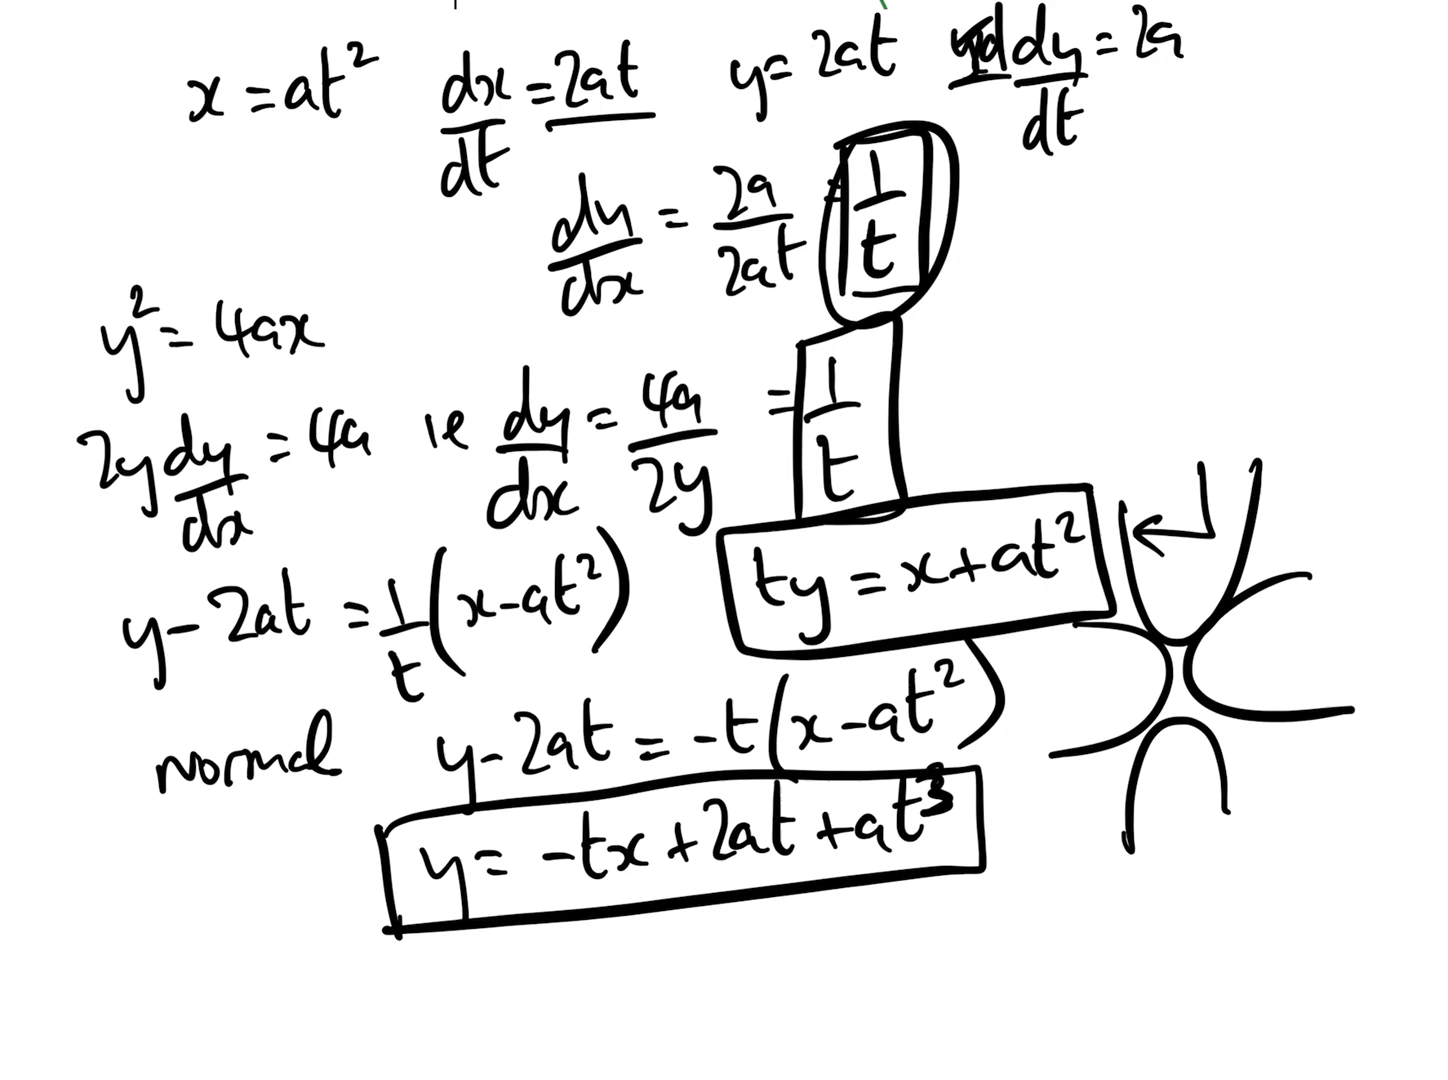 x = at² dx/dt = 2at y = 2at dy/dt = 2a
dy/dx = 2a/2at = 1/t
y² = 4ax
2y dy/dx = 4a ie dy/dx = 4a/2y = 1/t
y - 2at = 1/t (x - at²) ty = x + at²
normal y - 2at = -t(x - at²)
y = -tx + 2at + at³